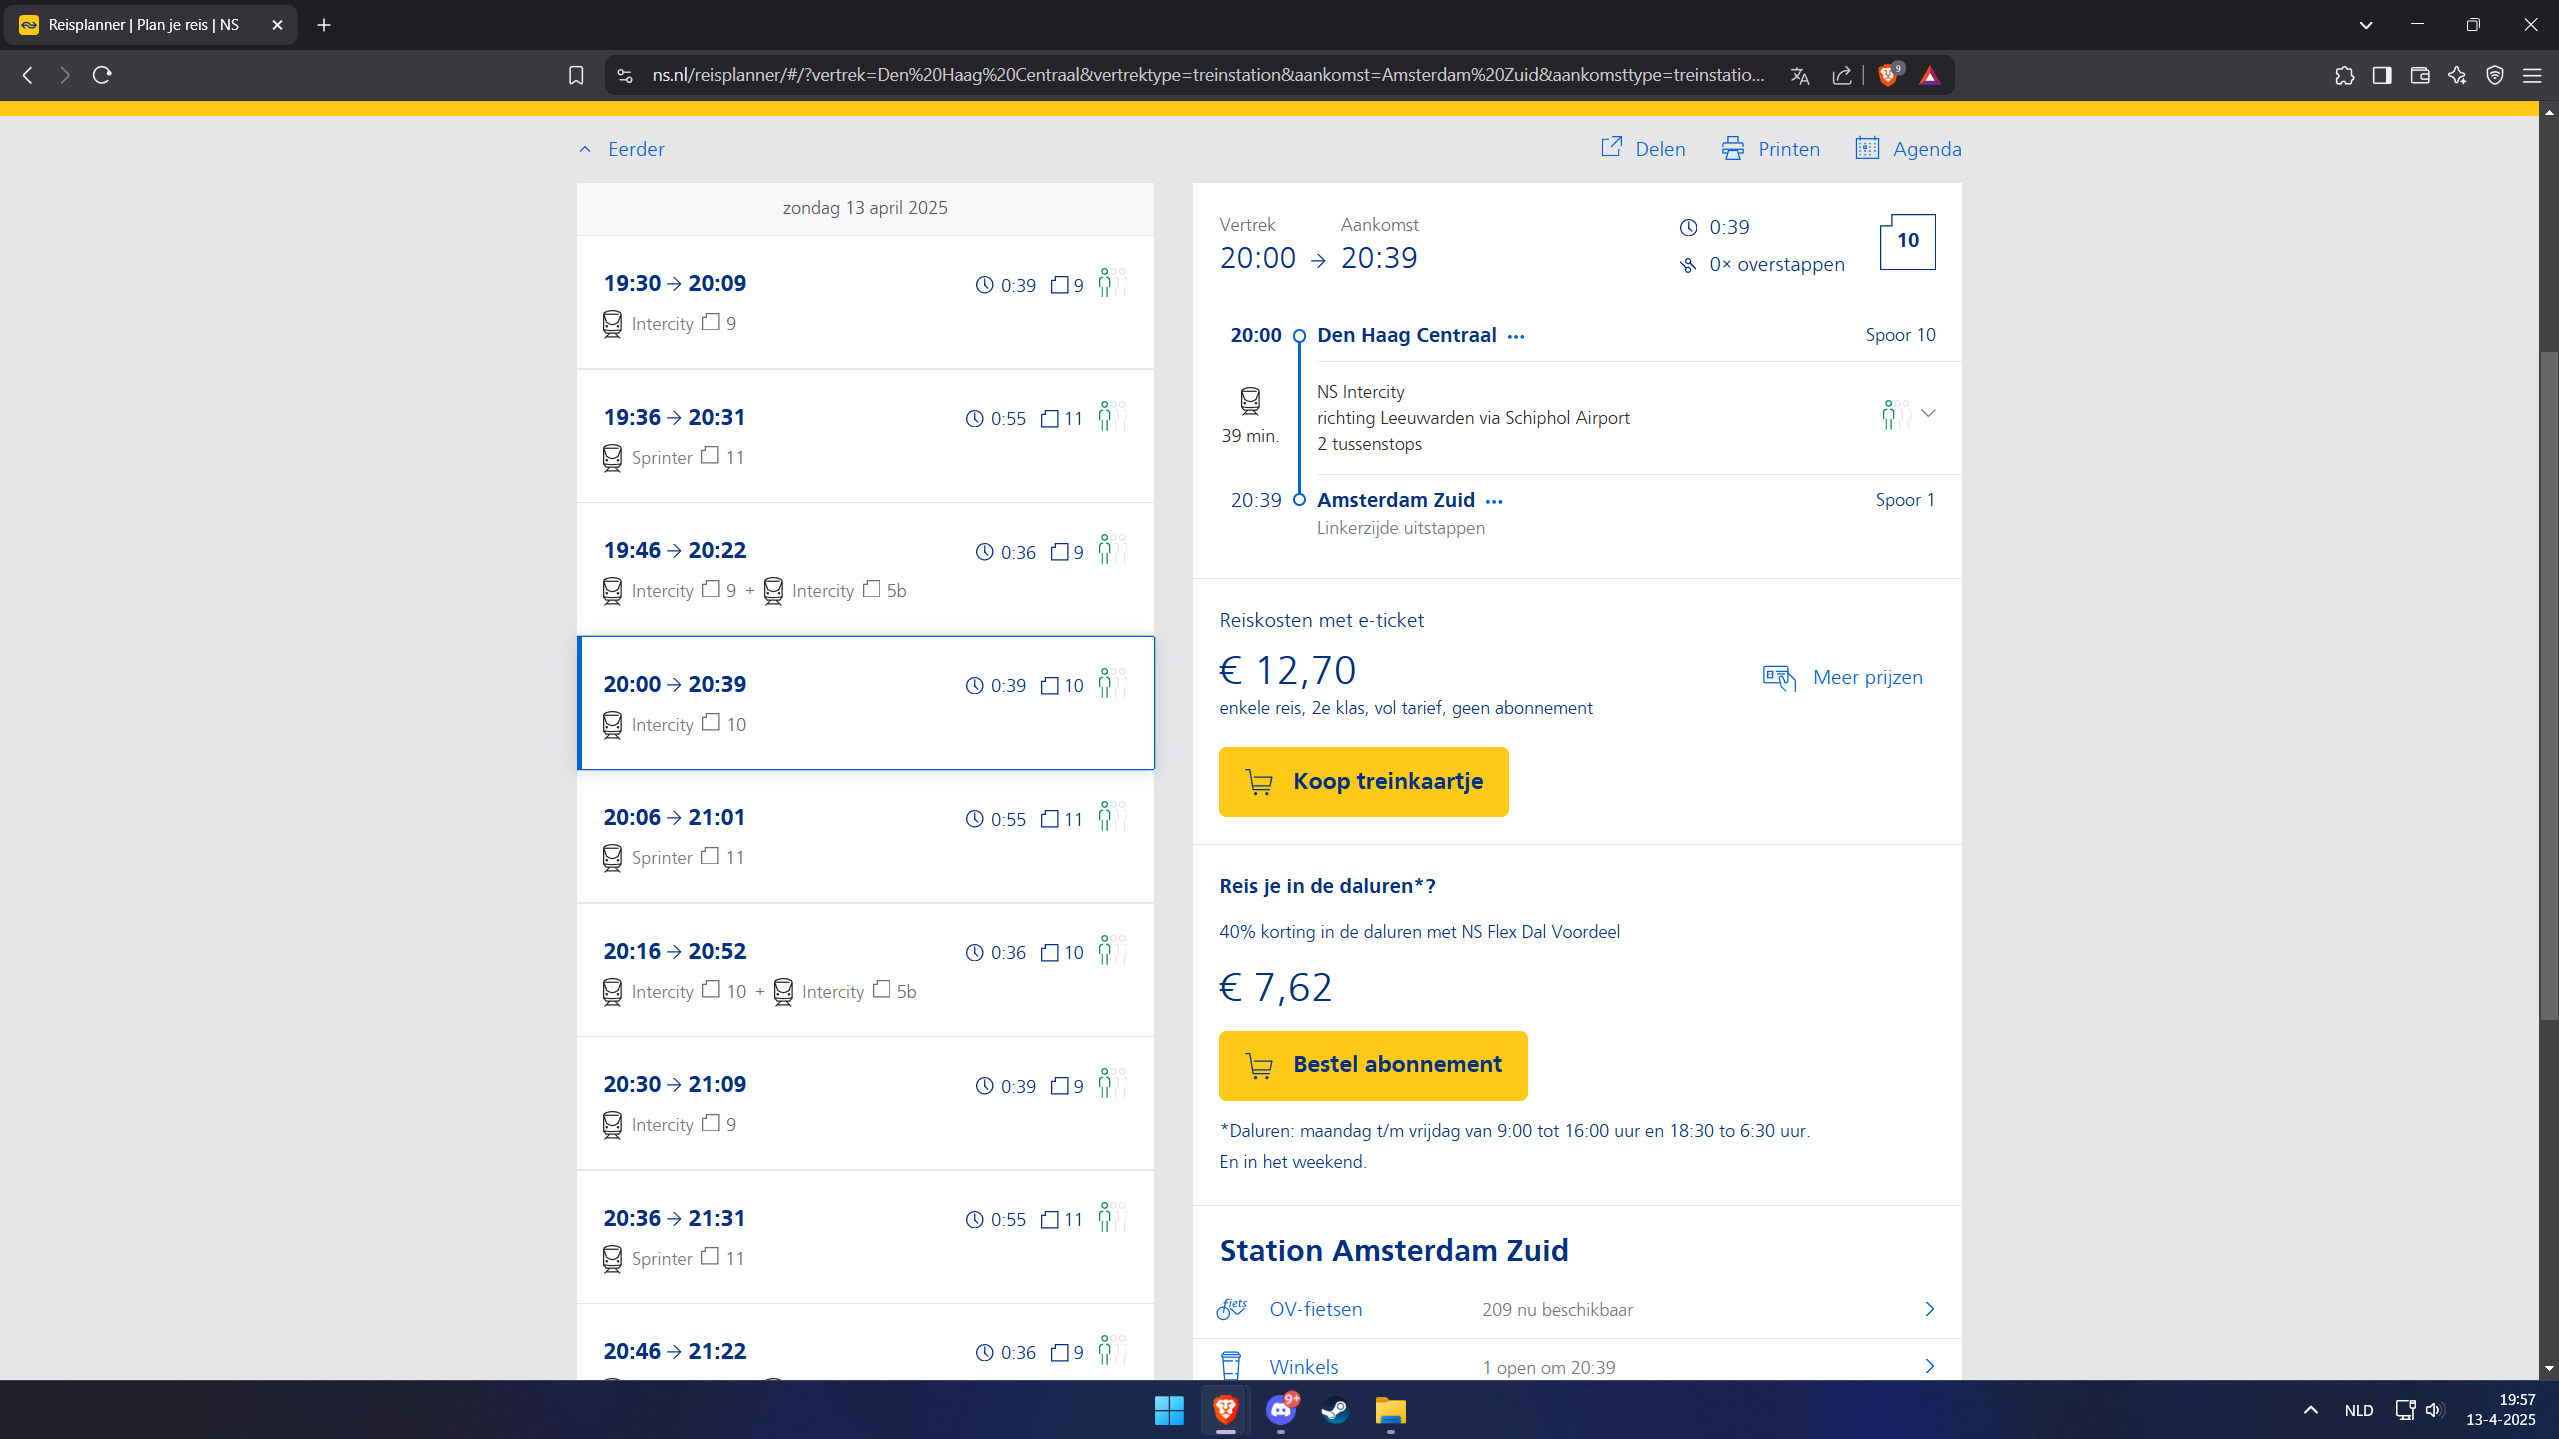 Reisplanner | Plan je reis | NS
ns.nl/reisplanner/#/?vertrek=Den%20Haag%20Centraal&vertrektype=treinstation&aankomst=Amsterdam%20Zuid&aankomsttype=treinstatio...
9
Eerder
Delen
Printen
Agenda
zondag 13 april 2025
19:30 → 20:09
0:39
9
Intercity 9
19:36 → 20:31
0:55
11
Sprinter 11
19:46 → 20:22
0:36
9
Intercity 9 + Intercity 5b
20:00 → 20:39
0:39
10
Intercity 10
20:06 → 21:01
0:55
11
Sprinter 11
20:16 → 20:52
0:36
10
Intercity 10 + Intercity 5b
20:30 → 21:09
0:39
9
Intercity 9
20:36 → 21:31
0:55
11
Sprinter 11
20:46 → 21:22
0:36
9
Vertrek
Aankomst
20:00 → 20:39
0:39
0× overstappen
10
20:00 Den Haag Centraal ••• Spoor 10
39 min.
NS Intercity
richting Leeuwarden via Schiphol Airport
2 tussenstops
20:39 Amsterdam Zuid ••• Spoor 1
Linkerzijde uitstappen
Reiskosten met e-ticket
€ 12,70
Meer prijzen
enkele reis, 2e klas, vol tarief, geen abonnement
Koop treinkaartje
Reis je in de daluren*?
40% korting in de daluren met NS Flex Dal Voordeel
€ 7,62
Bestel abonnement
*Daluren: maandag t/m vrijdag van 9:00 tot 16:00 uur en 18:30 to 6:30 uur.
En in het weekend.
Station Amsterdam Zuid
fiets
OV-fietsen 209 nu beschikbaar
Winkels 1 open om 20:39
9+
NLD
19:57
13-4-2025